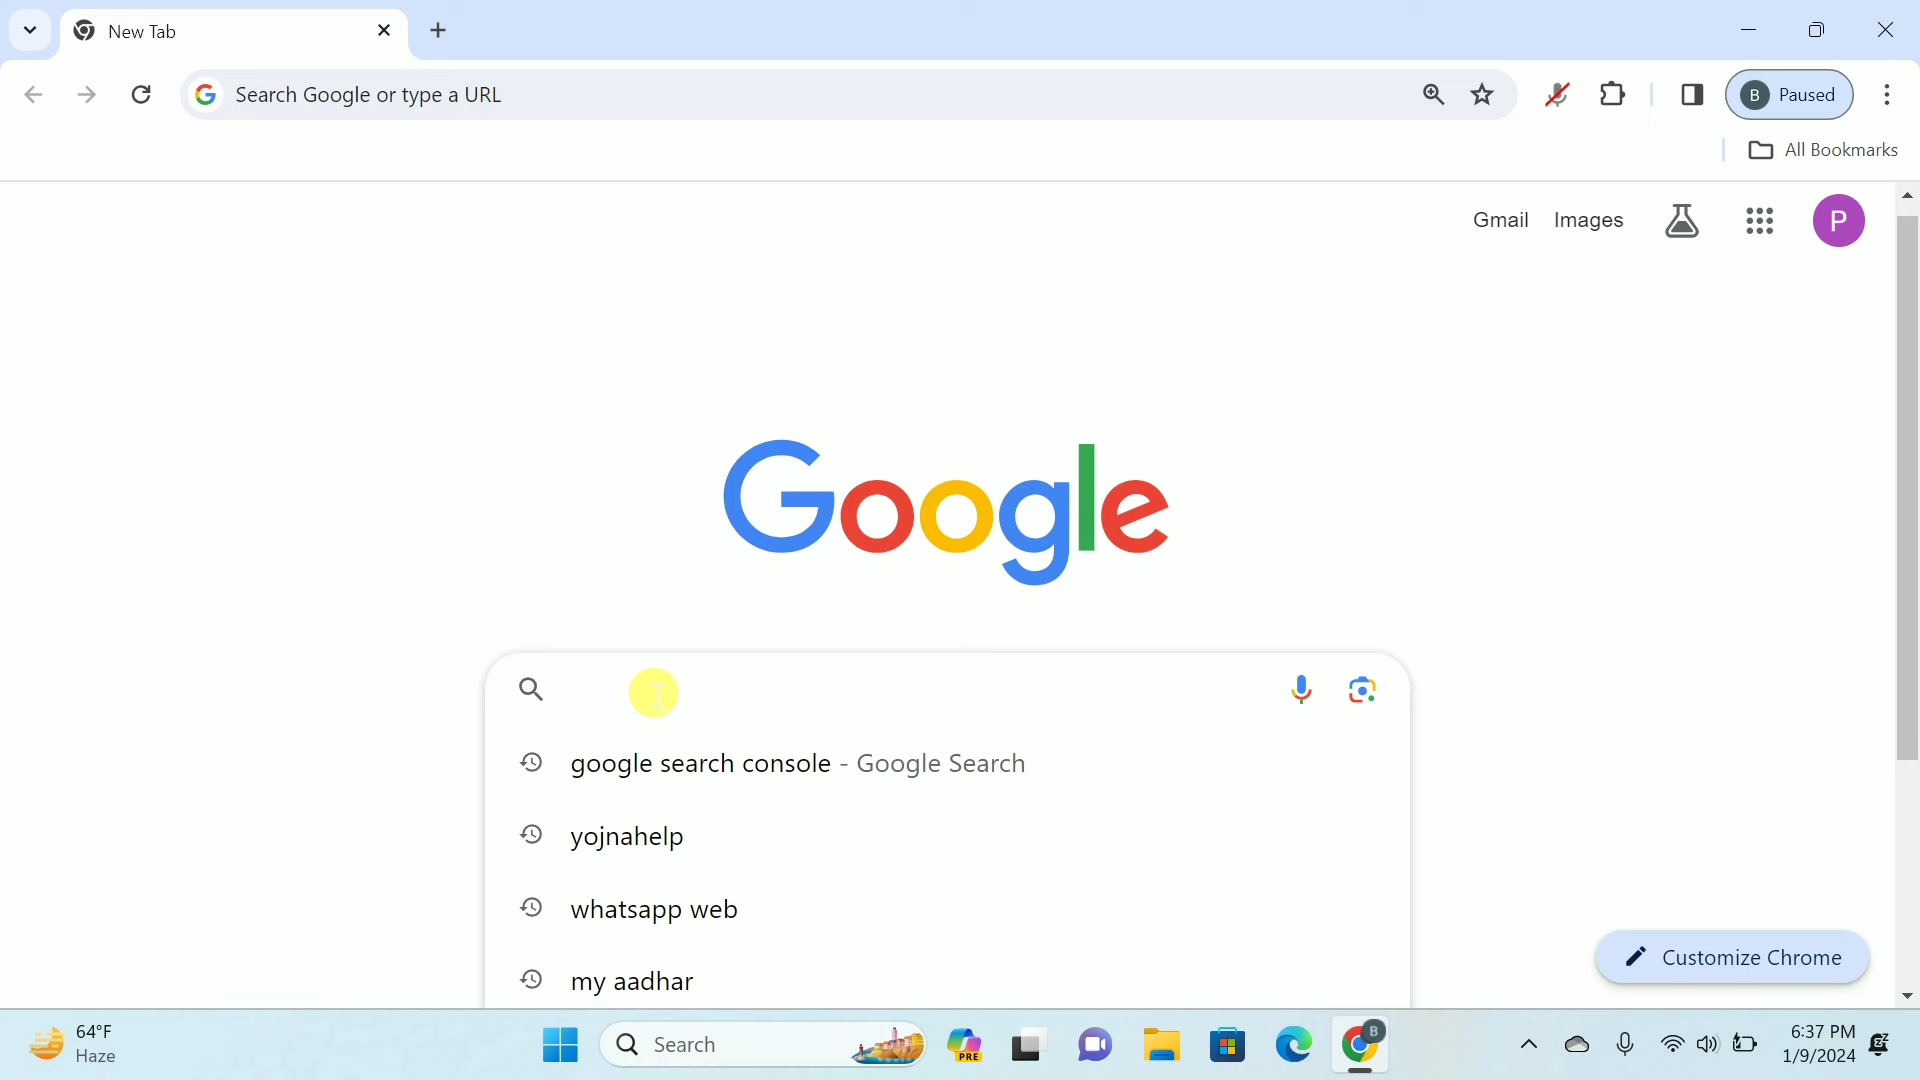 New Tab
Search Google or type a URL
B Paused
All Bookmarks
Gmail Images
P
Google
google search console - Google Search
yojnahelp
whatsapp web
my aadhar
Customize Chrome
64°F
Haze
Search
PRE
B
6:37 PM
1/9/2024